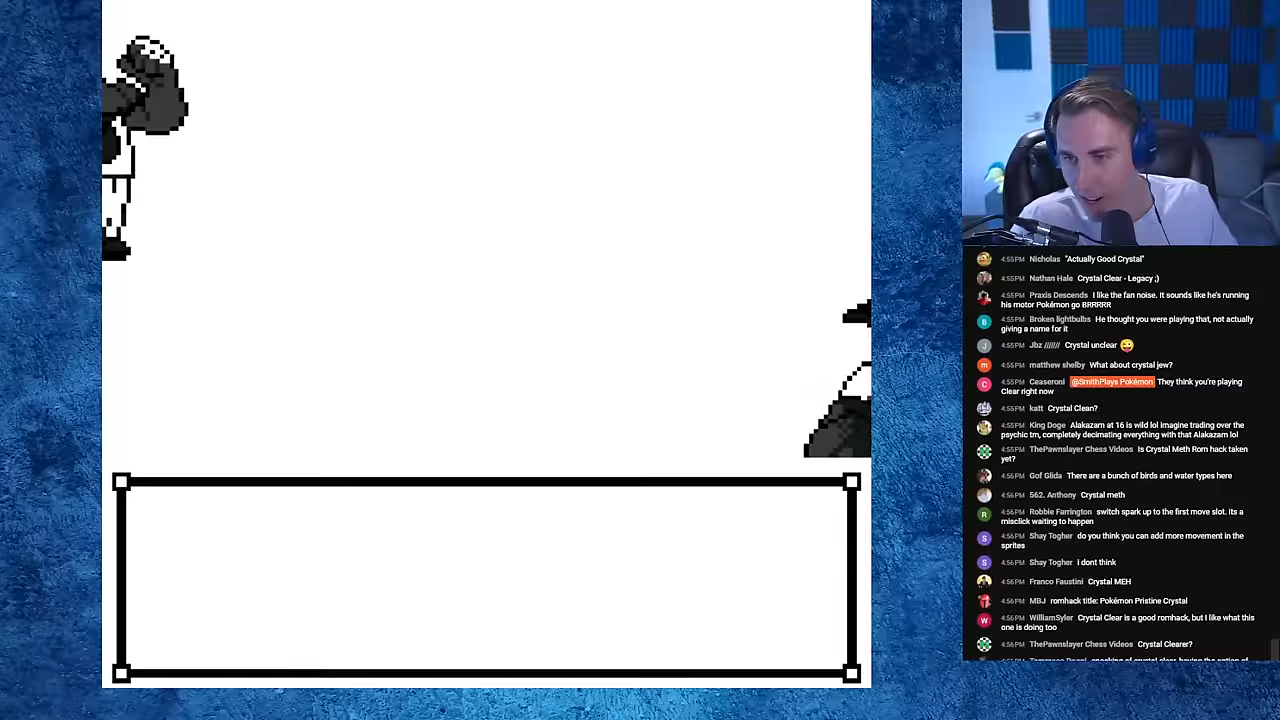 4:55PM Nicholas "Actually Good Crystal"
4:55PM Nathan Hale Crystal Clear - Legacy ;)
4:55PM Praxis Descends I like the fan noise. It sounds like he's running
his motor Pokémon go BRRRRR
4:55PM Broken lightbulbs He thought you were playing that, not actually
giving a name for it
4:55PM Jbz /////// Crystal unclear 😜
4:55PM matthew shelby What about crystal jew?
4:55PM Ceaseroni @SmithPlays Pokémon They think you're playing
Clear right now
4:55PM katt Crystal Clean?
4:55PM King Doge Alakazam at 16 is wild lol imagine trading over the
psychic tm, completely decimating everything with that Alakazam lol
4:55PM ThePawnslayer Chess Videos Is Crystal Meth Rom hack taken
yet?
4:56PM Gof Glida There are a bunch of birds and water types here
4:56PM 562. Anthony Crystal meth
4:56PM Robbie Farrington switch spark up to the first move slot. its a
misclick waiting to happen
4:56PM Shay Togher do you think you can add more movement in the
sprites
4:56PM Shay Togher i dont think
4:56PM Franco Faustini Crystal MEH
4:56PM MBJ romhack title: Pokémon Pristine Crystal
4:56PM WilliamSyler Crystal Clear is a good romhack, but I like what this
one is doing too
4:56PM ThePawnslayer Chess Videos Crystal Clearer?